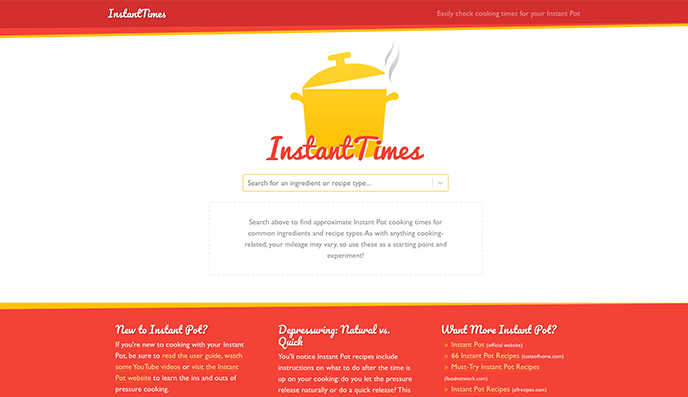 InstantTimes
Easily check cooking times for your Instant Pot
InstantTimes
Search for an ingredient or recipe type...
Search above to find approximate Instant Pot cooking times for
common ingredients and recipe types. As with anything cooking-
related, your mileage may vary, so use these as a starting point and
experiment!
New to Instant Pot?
If you're new to cooking with your Instant
Pot, be sure to read the user guide, watch
some YouTube videos or visit the Instant
Pot website to learn the ins and outs of
pressure cooking.
Depressuring: Natural vs.
Quick
You'll notice Instant Pot recipes include
instructions on what to do after the time is
up on your cooking: do you let the pressure
release naturally or do a quick release? This
Want More Instant Pot?
» Instant Pot (official website)
» 66 Instant Pot Recipes (tasteofhome.com)
» Must-Try Instant Pot Recipes
(foodnetwork.com)
» Instant Pot Recipes (allrecipes.com)